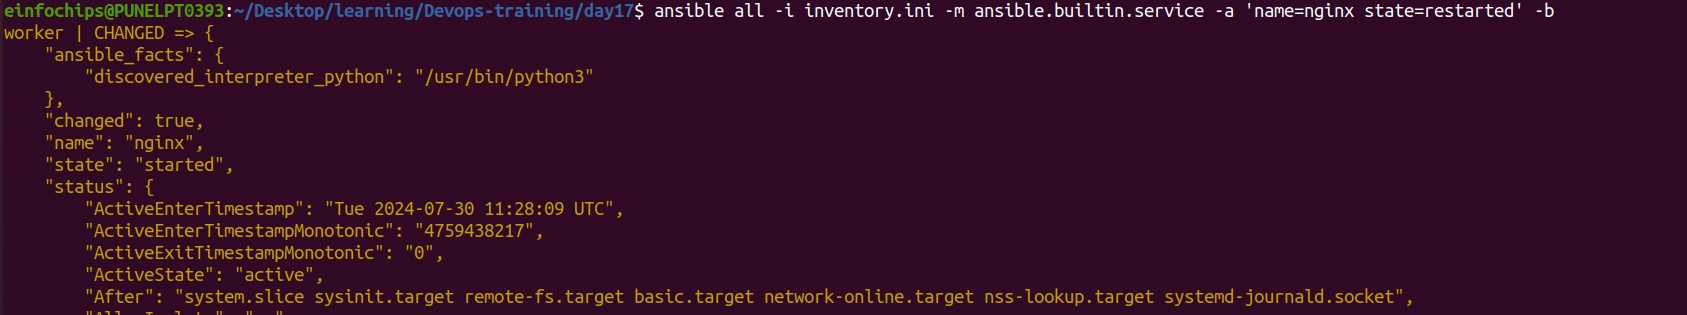 einfochips@PUNELPT0393:~/Desktop/learning/Devops-training/day17$ ansible all -i inventory.ini -m ansible.builtin.service -a 'name=nginx state=restarted' -b
worker | CHANGED => {
    "ansible_facts": {
        "discovered_interpreter_python": "/usr/bin/python3"
    },
    "changed": true,
    "name": "nginx",
    "state": "started",
    "status": {
        "ActiveEnterTimestamp": "Tue 2024-07-30 11:28:09 UTC",
        "ActiveEnterTimestampMonotonic": "4759438217",
        "ActiveExitTimestampMonotonic": "0",
        "ActiveState": "active",
        "After": "system.slice sysinit.target remote-fs.target basic.target network-online.target nss-lookup.target systemd-journald.socket",